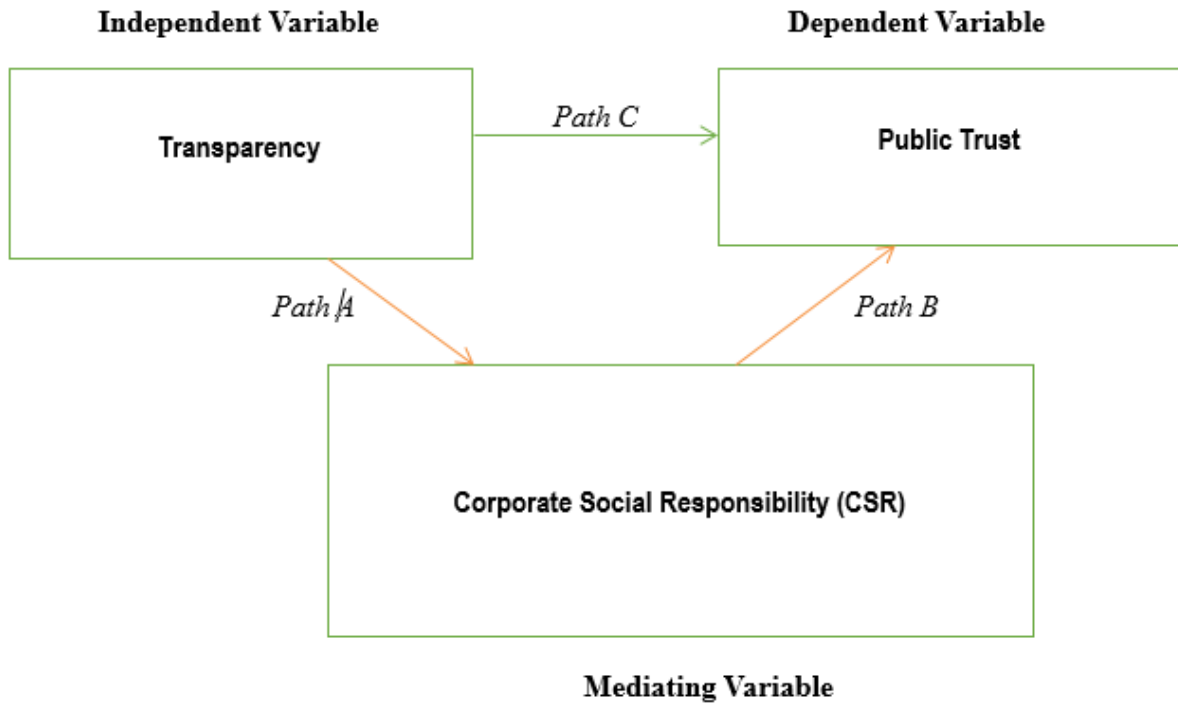 Independent Variable
Dependent Variable
Transparency
Path C
Public Trust
Path A
Path B
Corporate Social Responsibility (CSR)
Mediating Variable